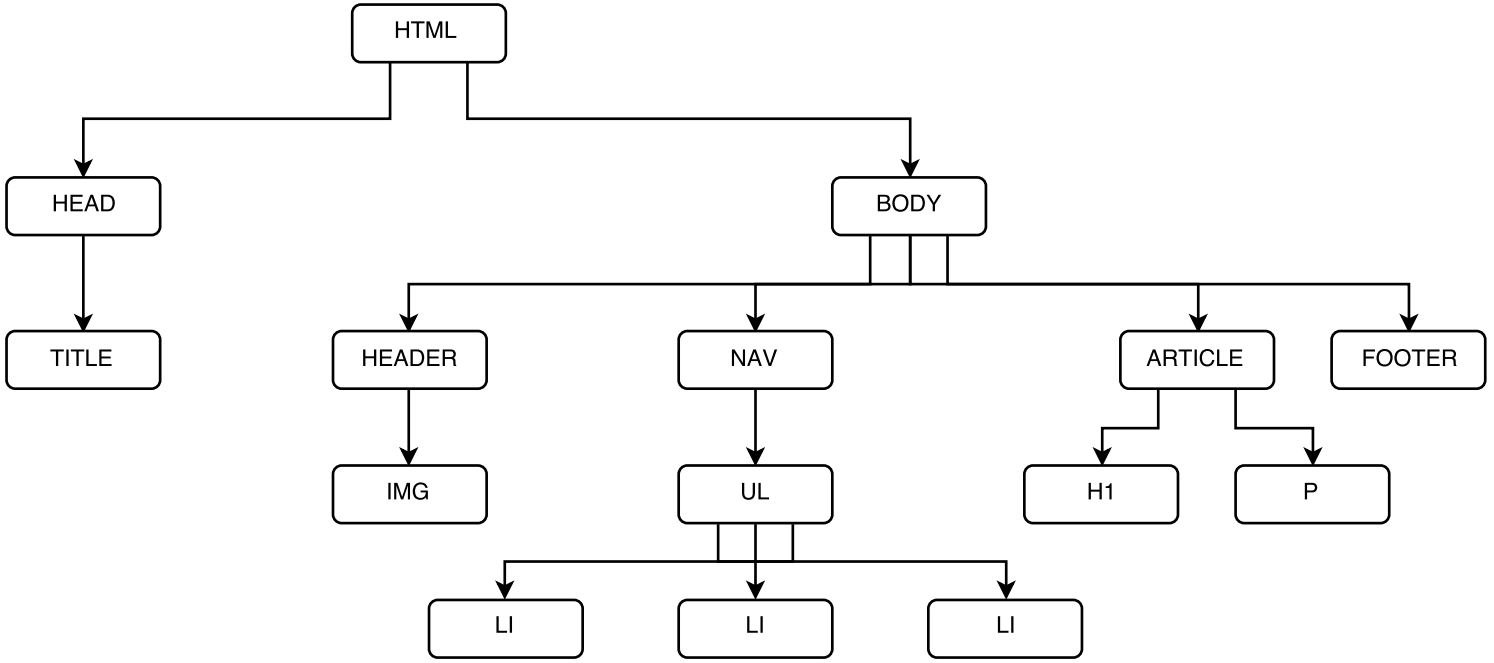 HTML
HEAD
BODY
TITLE
HEADER
NAV
ARTICLE
FOOTER
IMG
UL
H1
P
LI
LI
LI